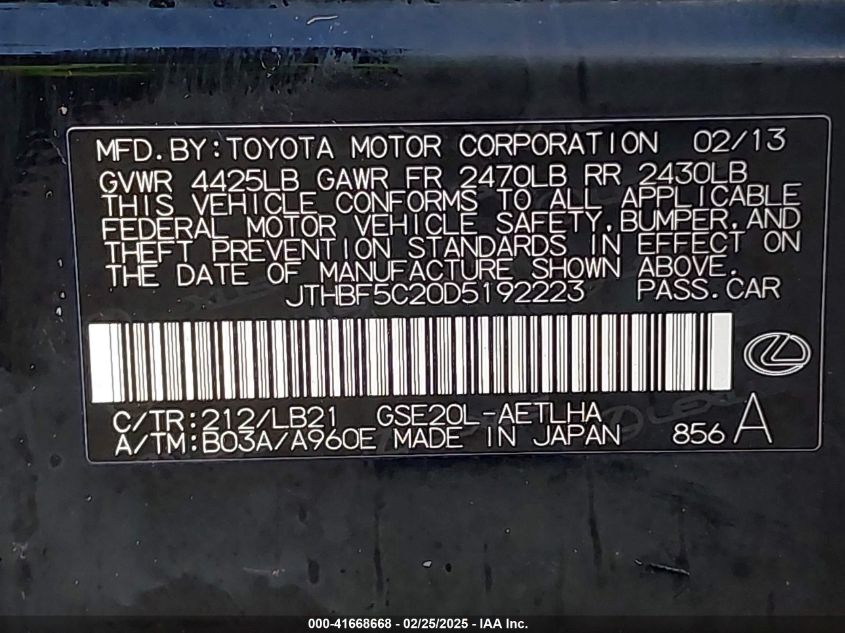 MFD.BY:TOYOTA MOTOR CORPORATION 02/13
GVWR 4425LB GAWR FR 2470LB RR 2430LB
THIS VEHICLE CONFORMS TO ALL APPLICABLE
FEDERAL MOTOR VEHICLE SAFETY,BUMPER,AND
THEFT PREVENTION STANDARDS IN EFFECT ON
THE DATE OF MANUFACTURE SHOWN ABOVE.
JTHBF5C20D5192223 PASS.CAR
C/TR:212/LB21 GSE20L-AETLHA
A/TM:B03A/A960E MADE IN JAPAN 856 A
000-41668668 - 02/25/2025 - IAA Inc.